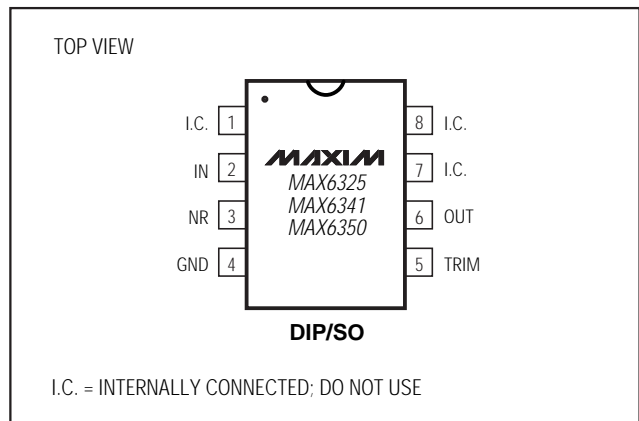 TOP VIEW
I.C. 1
IN 2
NR 3
GND 4
MAXIM
MAX6325
MAX6341
MAX6350
8 I.C.
7 I.C.
6 OUT
5 TRIM
DIP/SO
I.C. = INTERNALLY CONNECTED; DO NOT USE